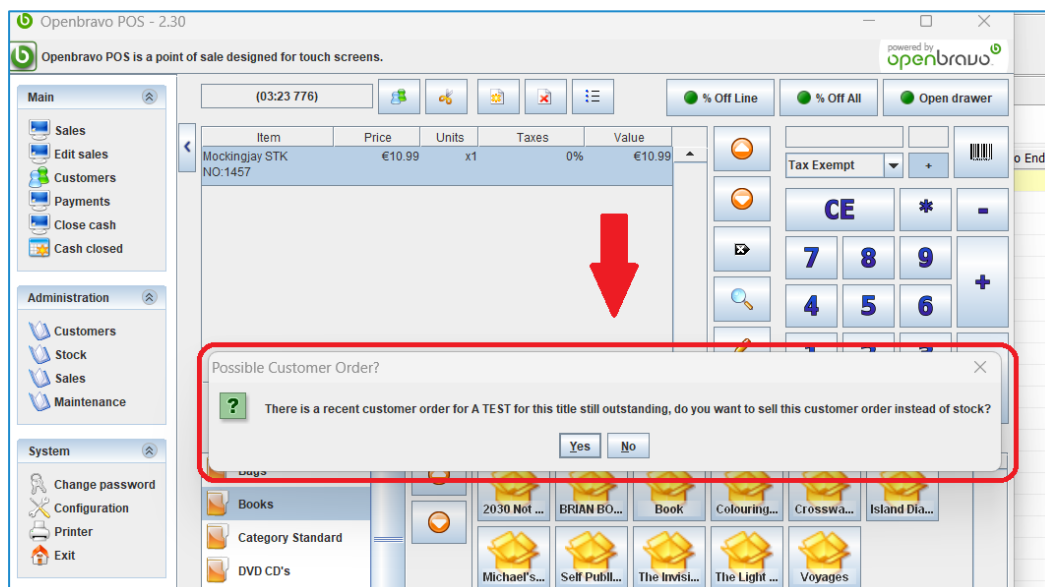 Openbravo POS - 2.30
Openbravo POS is a point of sale designed for touch screens.
powered by
openbravo
Main
Sales
Edit sales
Customers
Payments
Close cash
Cash closed
Administration
Customers
Stock
Sales
Maintenance
System
Change password
Configuration
Printer
Exit
(03:23 776)
% Off Line
% Off All
Open drawer
Item Price Units Taxes Value
Mockingjay STK €10.99 x1 0% €10.99
NO:1457
Tax Exempt
+
CE * -
7 8 9
+
4 5 6
1 2 3
o End
Possible Customer Order?
? There is a recent customer order for A TEST for this title still outstanding, do you want to sell this customer order instead of stock?
Yes No
Bags
Books
Category Standard
DVD CD's
2030 Not ... BRIAN BO... Book Colouring... Crosswa... Island Dia...
Michael's... Self Publi... The Invisi... The Light ... Voyages